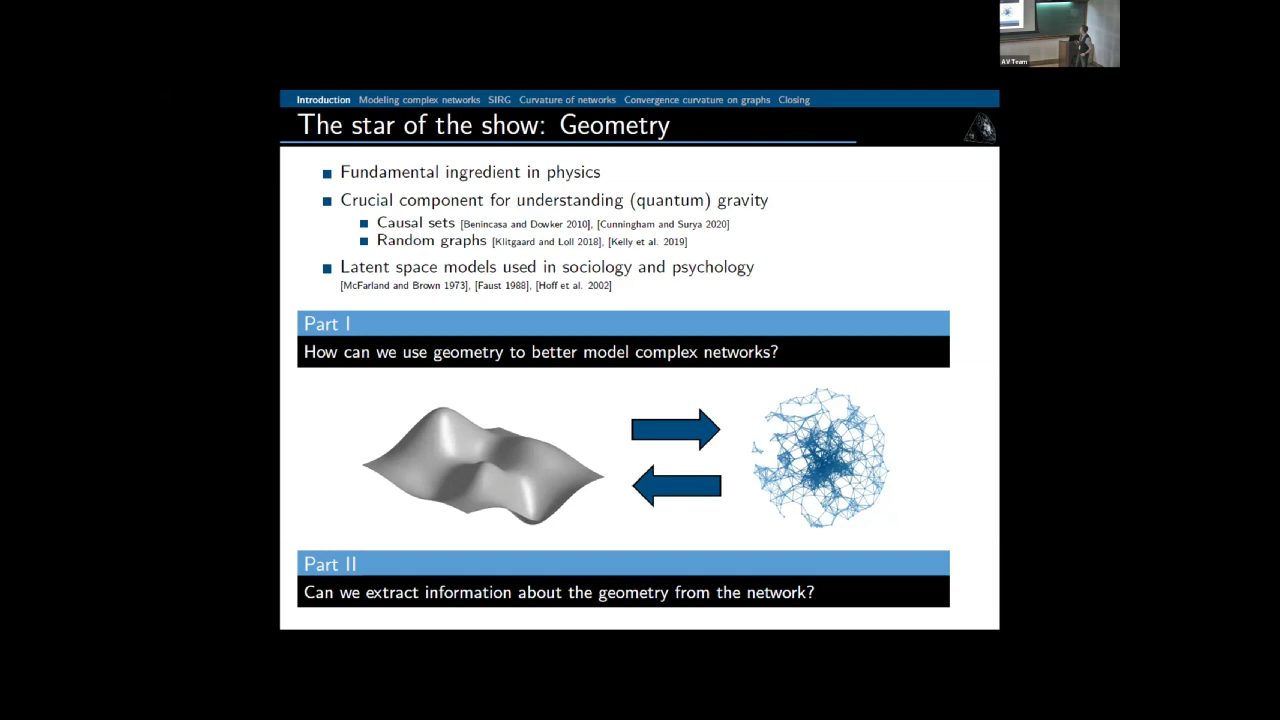 AV Team
Introduction Modeling complex networks SIRG Curvature of networks Convergence curvature on graphs Closing
The star of the show: Geometry
Fundamental ingredient in physics
Crucial component for understanding (quantum) gravity
Causal sets [Benincasa and Dowker 2010], [Cunningham and Surya 2020]
Random graphs [Klitgaard and Loll 2018], [Kelly et al. 2019]
Latent space models used in sociology and psychology
[McFarland and Brown 1973], [Faust 1988], [Hoff et al. 2002]
Part I
How can we use geometry to better model complex networks?
Part II
Can we extract information about the geometry from the network?